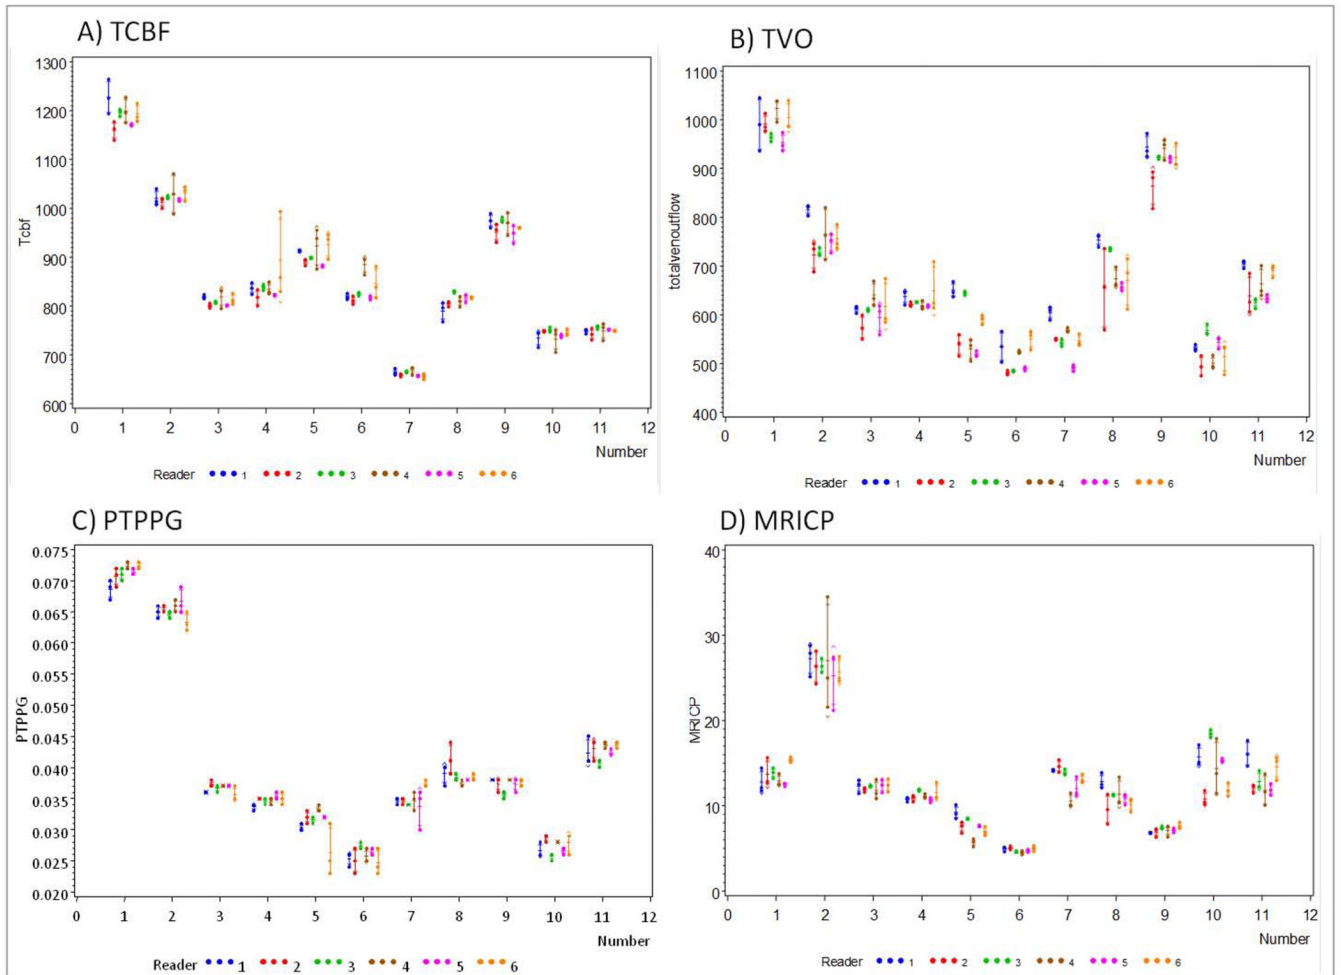 A) TCBF
Tcbf
1300
1200
1100
1000
900
800
700
600
0 1 2 3 4 5 6 7 8 9 10 11 12
Number
Reader 1 2 3 4 5 6
B) TVO
totalvenoutflow
1100
1000
900
800
700
600
500
400
0 1 2 3 4 5 6 7 8 9 10 11 12
Number
Reader 1 2 3 4 5 6
C) PTPPG
PTPPG
0.075
0.070
0.065
0.060
0.055
0.050
0.045
0.040
0.035
0.030
0.025
0.020
0 1 2 3 4 5 6 7 8 9 10 11 12
Number
Reader 1 2 3 4 5 6
D) MRICP
MRICP
40
30
20
10
0
0 1 2 3 4 5 6 7 8 9 10 11 12
Number
Reader 1 2 3 4 5 6